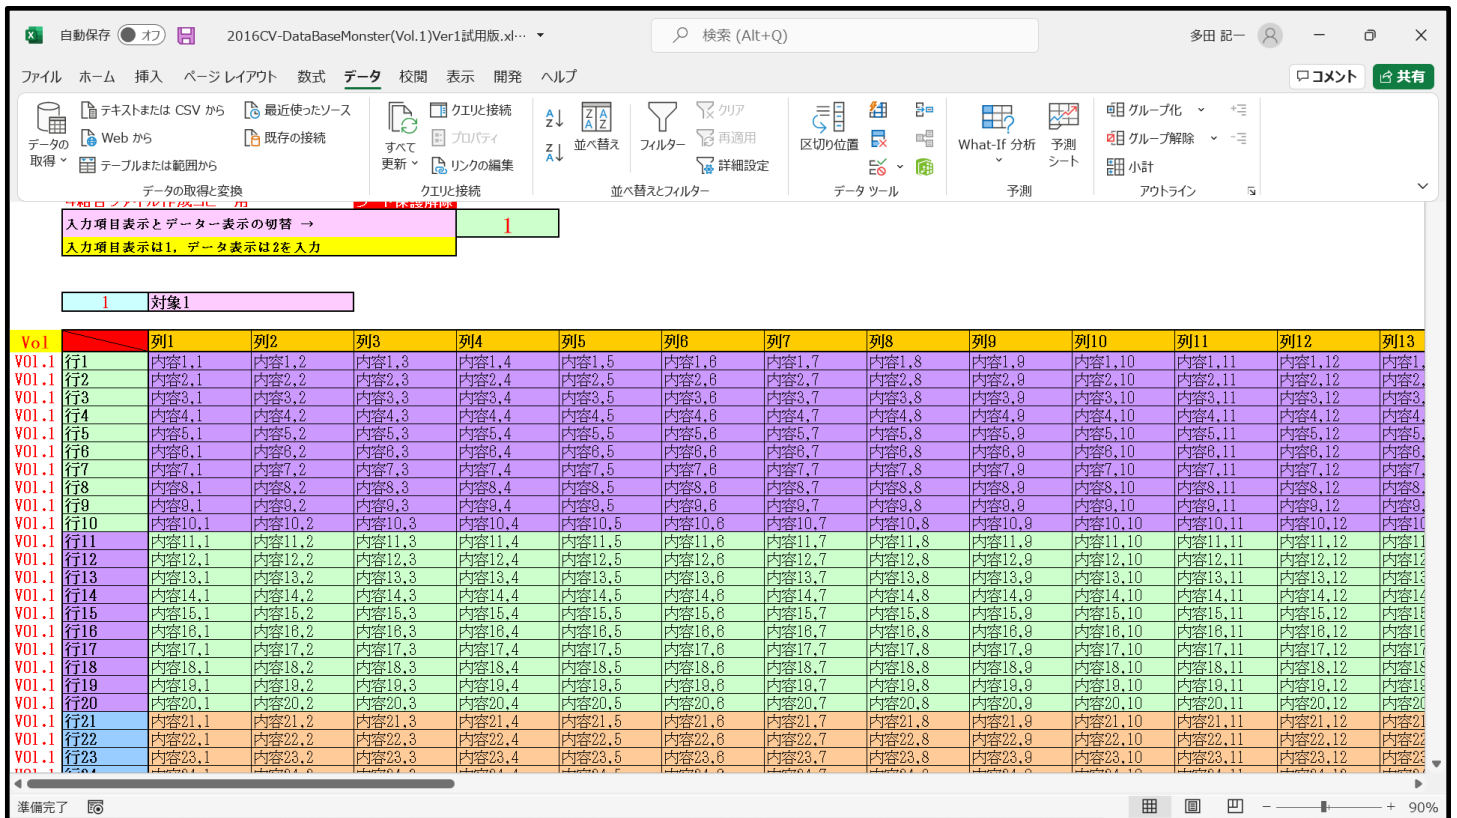 自動保存 オフ 2016CV-DataBaseMonster(Vol.1)Ver1試用版.xl… 検索 (Alt+Q) 多田 記一
ファイル ホーム 挿入 ページ レイアウト 数式 データ 校閲 表示 開発 ヘルプ コメント 共有
データの取得 テキストまたは CSV から Web から テーブルまたは範囲から 最近使ったソース 既存の接続
すべて更新 クエリと接続 プロパティ リンクの編集
並べ替え フィルター クリア 再適用 詳細設定
区切り位置 What-If 分析 予測シート グループ化 グループ解除 小計
データの取得と変換 クエリと接続 並べ替えとフィルター データ ツール 予測 アウトライン
入力項目表示とデーター表示の切替 → 1
入力項目表示は1, データ表示は2を入力
1 対象1
Vol 列1 列2 列3 列4 列5 列6 列7 列8 列9 列10 列11 列12 列13
VOl.1 行1 内容1,1 内容1,2 内容1,3 内容1,4 内容1,5 内容1,6 内容1,7 内容1,8 内容1,9 内容1,10 内容1,11 内容1,12 内容1,
VOl.1 行2 内容2,1 内容2,2 内容2,3 内容2,4 内容2,5 内容2,6 内容2,7 内容2,8 内容2,9 内容2,10 内容2,11 内容2,12 内容2,
VOl.1 行3 内容3,1 内容3,2 内容3,3 内容3,4 内容3,5 内容3,6 内容3,7 内容3,8 内容3,9 内容3,10 内容3,11 内容3,12 内容3,
VOl.1 行4 内容4,1 内容4,2 内容4,3 内容4,4 内容4,5 内容4,6 内容4,7 内容4,8 内容4,9 内容4,10 内容4,11 内容4,12 内容4,
VOl.1 行5 内容5,1 内容5,2 内容5,3 内容5,4 内容5,5 内容5,6 内容5,7 内容5,8 内容5,9 内容5,10 内容5,11 内容5,12 内容5,
VOl.1 行6 内容6,1 内容6,2 内容6,3 内容6,4 内容6,5 内容6,6 内容6,7 内容6,8 内容6,9 内容6,10 内容6,11 内容6,12 内容6,
VOl.1 行7 内容7,1 内容7,2 内容7,3 内容7,4 内容7,5 内容7,6 内容7,7 内容7,8 内容7,9 内容7,10 内容7,11 内容7,12 内容7,
VOl.1 行8 内容8,1 内容8,2 内容8,3 内容8,4 内容8,5 内容8,6 内容8,7 内容8,8 内容8,9 内容8,10 内容8,11 内容8,12 内容8,
VOl.1 行9 内容9,1 内容9,2 内容9,3 内容9,4 内容9,5 内容9,6 内容9,7 内容9,8 内容9,9 内容9,10 内容9,11 内容9,12 内容9,
VOl.1 行10 内容10,1 内容10,2 内容10,3 内容10,4 内容10,5 内容10,6 内容10,7 内容10,8 内容10,9 内容10,10 内容10,11 内容10,12 内容10
VOl.1 行11 内容11,1 内容11,2 内容11,3 内容11,4 内容11,5 内容11,6 内容11,7 内容11,8 内容11,9 内容11,10 内容11,11 内容11,12 内容11
VOl.1 行12 内容12,1 内容12,2 内容12,3 内容12,4 内容12,5 内容12,6 内容12,7 内容12,8 内容12,9 内容12,10 内容12,11 内容12,12 内容12
VOl.1 行13 内容13,1 内容13,2 内容13,3 内容13,4 内容13,5 内容13,6 内容13,7 内容13,8 内容13,9 内容13,10 内容13,11 内容13,12 内容13
VOl.1 行14 内容14,1 内容14,2 内容14,3 内容14,4 内容14,5 内容14,6 内容14,7 内容14,8 内容14,9 内容14,10 内容14,11 内容14,12 内容14
VOl.1 行15 内容15,1 内容15,2 内容15,3 内容15,4 内容15,5 内容15,6 内容15,7 内容15,8 内容15,9 内容15,10 内容15,11 内容15,12 内容15
VOl.1 行16 内容16,1 内容16,2 内容16,3 内容16,4 内容16,5 内容16,6 内容16,7 内容16,8 内容16,9 内容16,10 内容16,11 内容16,12 内容16
VOl.1 行17 内容17,1 内容17,2 内容17,3 内容17,4 内容17,5 内容17,6 内容17,7 内容17,8 内容17,9 内容17,10 内容17,11 内容17,12 内容17
VOl.1 行18 内容18,1 内容18,2 内容18,3 内容18,4 内容18,5 内容18,6 内容18,7 内容18,8 内容18,9 内容18,10 内容18,11 内容18,12 内容18
VOl.1 行19 内容19,1 内容19,2 内容19,3 内容19,4 内容19,5 内容19,6 内容19,7 内容19,8 内容19,9 内容19,10 内容19,11 内容19,12 内容19
VOl.1 行20 内容20,1 内容20,2 内容20,3 内容20,4 内容20,5 内容20,6 内容20,7 内容20,8 内容20,9 内容20,10 内容20,11 内容20,12 内容20
VOl.1 行21 内容21,1 内容21,2 内容21,3 内容21,4 内容21,5 内容21,6 内容21,7 内容21,8 内容21,9 内容21,10 内容21,11 内容21,12 内容21
VOl.1 行22 内容22,1 内容22,2 内容22,3 内容22,4 内容22,5 内容22,6 内容22,7 内容22,8 内容22,9 内容22,10 内容22,11 内容22,12 内容22
VOl.1 行23 内容23,1 内容23,2 内容23,3 内容23,4 内容23,5 内容23,6 内容23,7 内容23,8 内容23,9 内容23,10 内容23,11 内容23,12 内容23
準備完了 90%